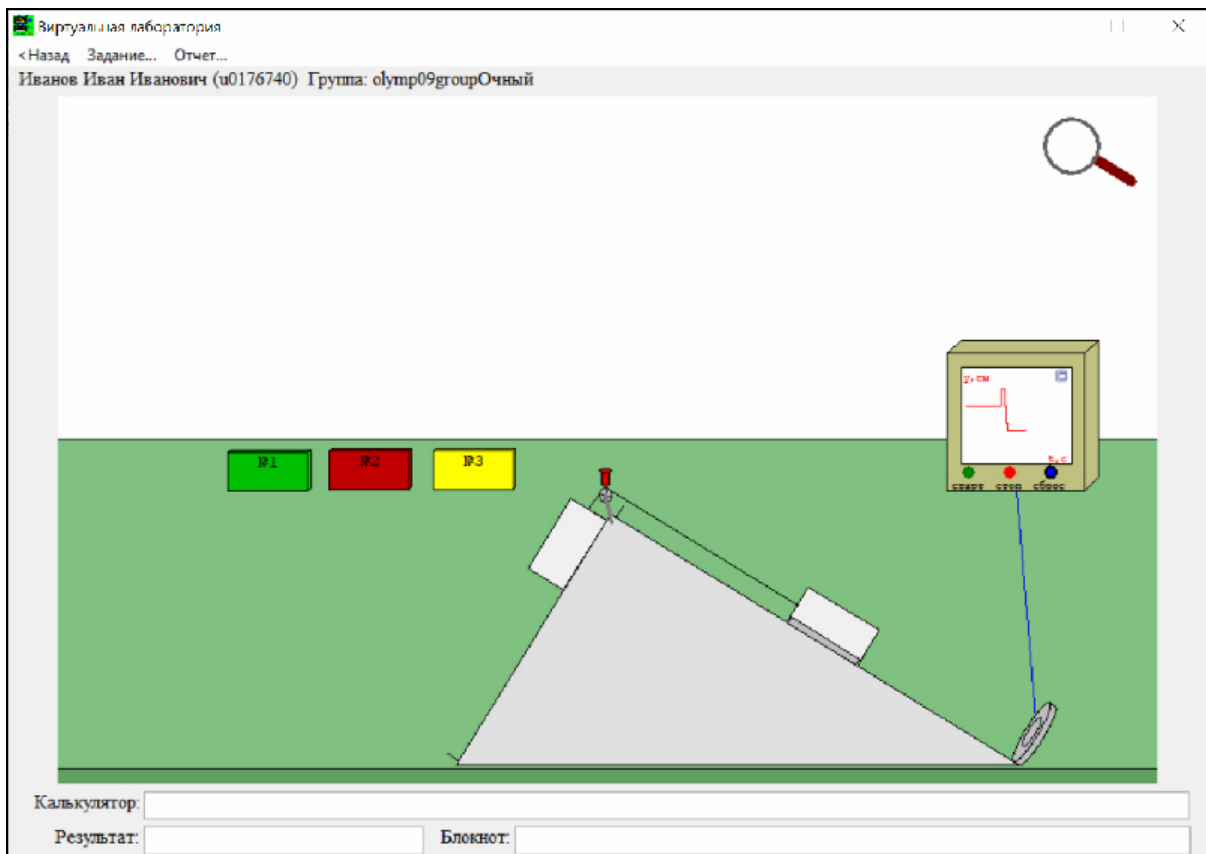 Виртуальная лаборатория
<Назад Задание... Отчет...
Иванов Иван Иванович (u0176740) Группа: olymp09groupОчный
y,см
№1 №2 №3
t,с
старт стоп сброс
Калькулятор:
Результат: Блокнот: